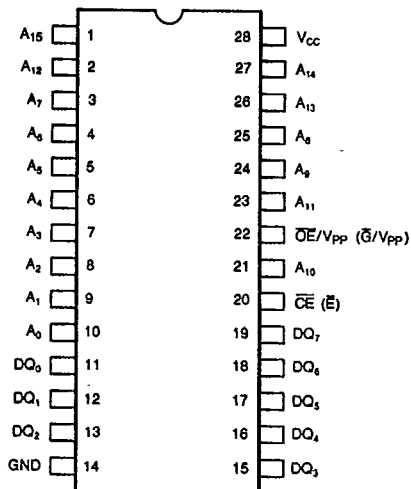 A15 1 28 VCC
A12 2 27 A14
A7 3 26 A13
A6 4 25 A8
A5 5 24 A9
A4 6 23 A11
A3 7 22 O̅E̅/VPP (G̅/VPP)
A2 8 21 A10
A1 9 20 C̅E̅ (E̅)
A0 10 19 DQ7
DQ0 11 18 DQ6
DQ1 12 17 DQ5
DQ2 13 16 DQ4
GND 14 15 DQ3